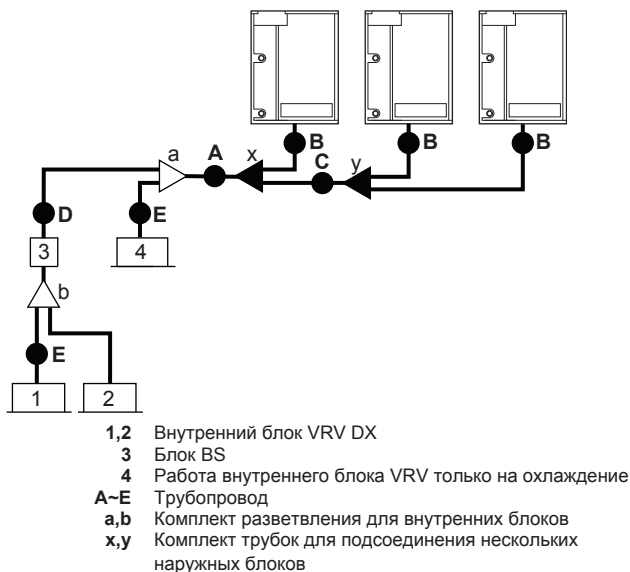 B
B
B
a
A
x
C
y
D
E
3
4
b
E
1
2
1,2 Внутренний блок VRV DX
3 Блок BS
4 Работа внутреннего блока VRV только на охлаждение
A~E Трубопровод
a,b Комплект разветвления для внутренних блоков
x,y Комплект трубок для подсоединения нескольких
наружных блоков